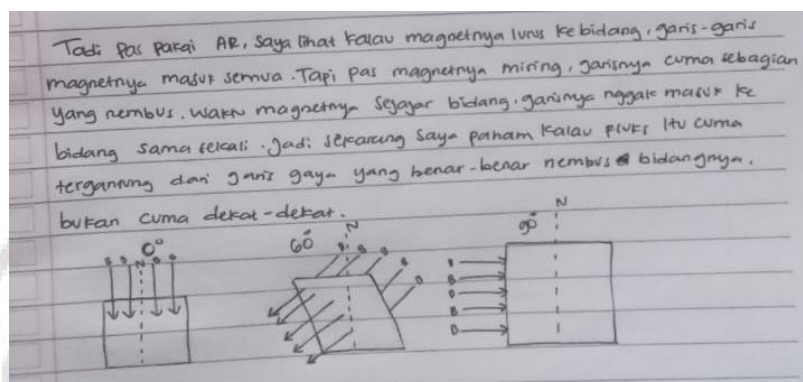 Tadi pas pakai AR, saya lihat kalau magnetnya lurus ke bidang, garis-garis
magnetnya masuk semua. Tapi pas magnetnya miring, garisnya cuma sebagian
yang nembus. Waktu magnetnya sejajar bidang, garisnya nggak masuk ke
bidang sama sekali. Jadi sekarang saya paham kalau fluks itu cuma
tergantung dari garis gaya yang benar-benar nembus bidangnya,
bukan cuma dekat-dekat.
0° 60° N 90° N
B B N B B
B B B B B
B
B
B
B
B